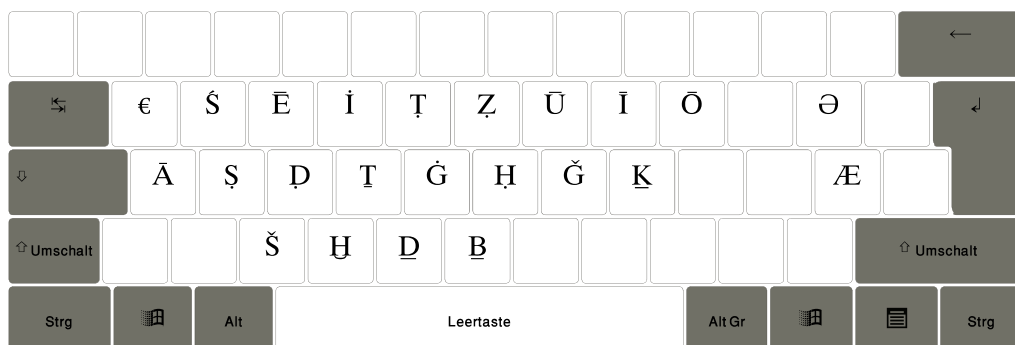 € Ś Ē İ Ṭ Ẓ Ū Ī Ō Ə
Ā Ṣ Ḍ Ṯ Ġ Ḥ Ǧ Ḵ Æ
Umschalt Š H̱ Ḏ Ḇ Umschalt
Strg Alt Leertaste Alt Gr Strg